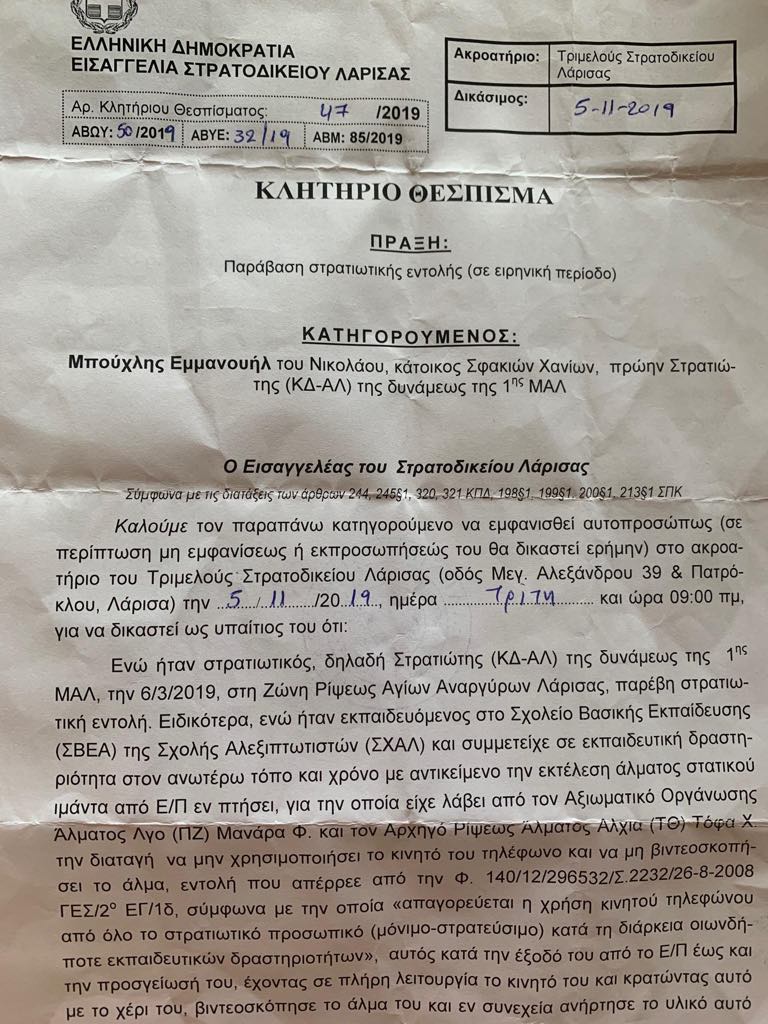 ΕΛΛΗΝΙΚΗ ΔΗΜΟΚΡΑΤΙΑ
ΕΙΣΑΓΓΕΛΙΑ ΣΤΡΑΤΟΔΙΚΕΙΟΥ ΛΑΡΙΣΑΣ
Αρ. Κλητήριου Θεσπίσματος: 47 /2019
ΑΒΩΥ: 50/2019 ΑΒΥΕ: 32/19 ΑΒΜ: 85/2019
Ακροατήριο: Τριμελούς Στρατοδικείου
Λάρισας
Δικάσιμος: 5-11-2019
ΚΛΗΤΗΡΙΟ ΘΕΣΠΙΣΜΑ
ΠΡΑΞΗ:
Παράβαση στρατιωτικής εντολής (σε ειρηνική περίοδο)
ΚΑΤΗΓΟΡΟΥΜΕΝΟΣ:
Μπούχλης Εμμανουήλ του Νικολάου, κάτοικος Σφακιών Χανίων, πρώην Στρατιώ-
της (ΚΔ-ΑΛ) της δυνάμεως της 1ης ΜΑΛ
Ο Εισαγγελέας του Στρατοδικείου Λάρισας
Σύμφωνα με τις διατάξεις των άρθρων 244, 245§1, 320, 321 ΚΠΔ, 198§1, 199§1, 200§1, 213§1 ΣΠΚ
Καλούμε τον παραπάνω κατηγορούμενο να εμφανισθεί αυτοπροσώπως (σε
περίπτωση μη εμφανίσεως ή εκπροσωπήσεώς του θα δικαστεί ερήμην) στο ακροα-
τήριο του Τριμελούς Στρατοδικείου Λάρισας (οδός Μεγ. Αλεξάνδρου 39 & Πατρό-
κλου, Λάρισα) την 5/11/2019, ημέρα Τρίτη και ώρα 09:00 πμ,
για να δικαστεί ως υπαίτιος του ότι:
Ενώ ήταν στρατιωτικός, δηλαδή Στρατιώτης (ΚΔ-ΑΛ) της δυνάμεως της 1ης
ΜΑΛ, την 6/3/2019, στη Ζώνη Ρίψεως Αγίων Αναργύρων Λάρισας, παρέβη στρατιω-
τική εντολή. Ειδικότερα, ενώ ήταν εκπαιδευόμενος στο Σχολείο Βασικής Εκπαίδευσης
(ΣΒΕΑ) της Σχολής Αλεξιπτωτιστών (ΣΧΑΛ) και συμμετείχε σε εκπαιδευτική δραστη-
ριότητα στον ανωτέρω τόπο και χρόνο με αντικείμενο την εκτέλεση άλματος στατικού
ιμάντα από Ε/Π εν πτήσει, για την οποία είχε λάβει από τον Αξιωματικό Οργάνωσης
Άλματος Λγο (ΠΖ) Μανάρα Φ. και τον Αρχηγό Ρίψεως Άλματος Αλχία (ΤΘ) Τόφα Χ.
την διαταγή να μην χρησιμοποιήσει το κινητό του τηλέφωνο και να μη βιντεοσκοπή-
σει το άλμα, εντολή που απέρρεε από την Φ. 140/12/296532/Σ.2232/26-8-2008
ΓΕΣ/2ο ΕΓ/1δ, σύμφωνα με την οποία «απαγορεύεται η χρήση κινητού τηλεφώνου
από όλο το στρατιωτικό προσωπικό (μόνιμο-στρατεύσιμο) κατά τη διάρκεια οιωνδή-
ποτε εκπαιδευτικών δραστηριοτήτων», αυτός κατά την έξοδό του από το Ε/Π έως και
την προσγείωσή του, έχοντας σε πλήρη λειτουργία το κινητό του και κρατώντας αυτό
με το χέρι του, βιντεοσκόπησε το άλμα του και εν συνεχεία ανήρτησε το υλικό αυτό